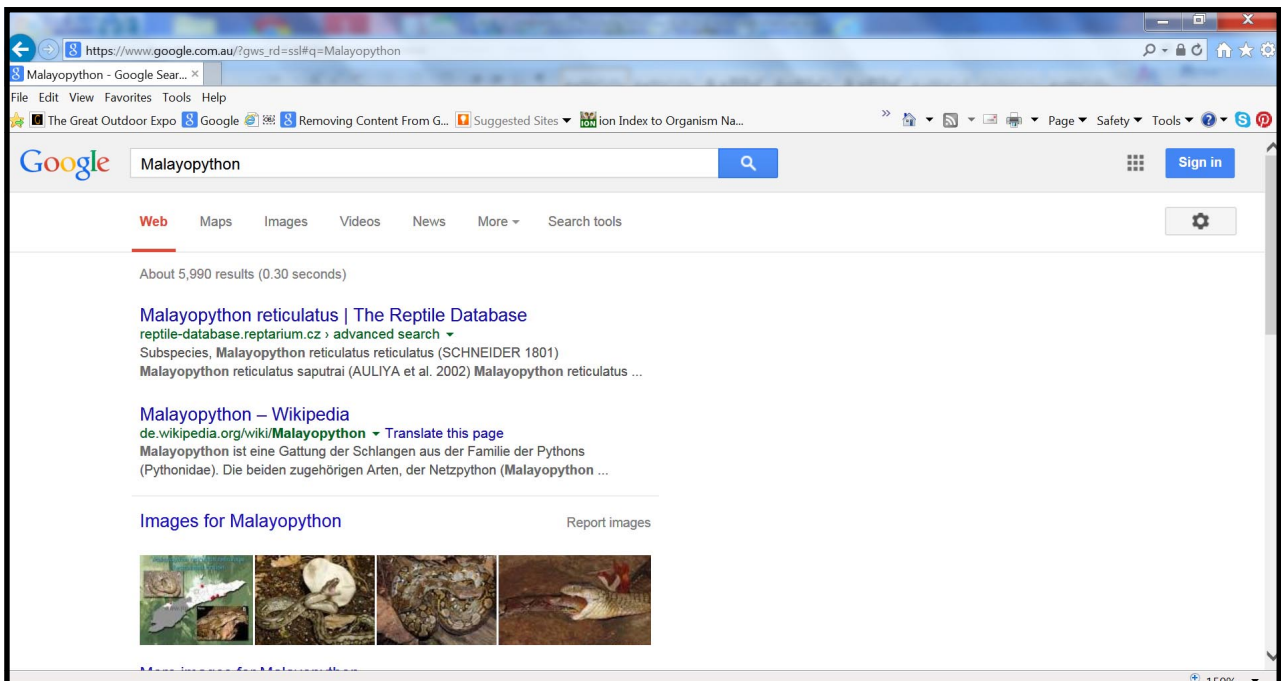 https://www.google.com.au/?gws_rd=ssl#q=Malayopython
Malayopython - Google Sear...
File Edit View Favorites Tools Help
The Great Outdoor Expo Google Removing Content From G... Suggested Sites ion Index to Organism Na... » Page Safety Tools
Google Malayopython Sign in
Web Maps Images Videos News More Search tools
About 5,990 results (0.30 seconds)
Malayopython reticulatus | The Reptile Database
reptile-database.reptarium.cz › advanced search
Subspecies, Malayopython reticulatus reticulatus (SCHNEIDER 1801)
Malayopython reticulatus saputrai (AULIYA et al. 2002) Malayopython reticulatus ...
Malayopython – Wikipedia
de.wikipedia.org/wiki/Malayopython Translate this page
Malayopython ist eine Gattung der Schlangen aus der Familie der Pythons
(Pythonidae). Die beiden zugehörigen Arten, der Netzpython (Malayopython ...
Images for Malayopython Report images
More images for Malayopython
150%